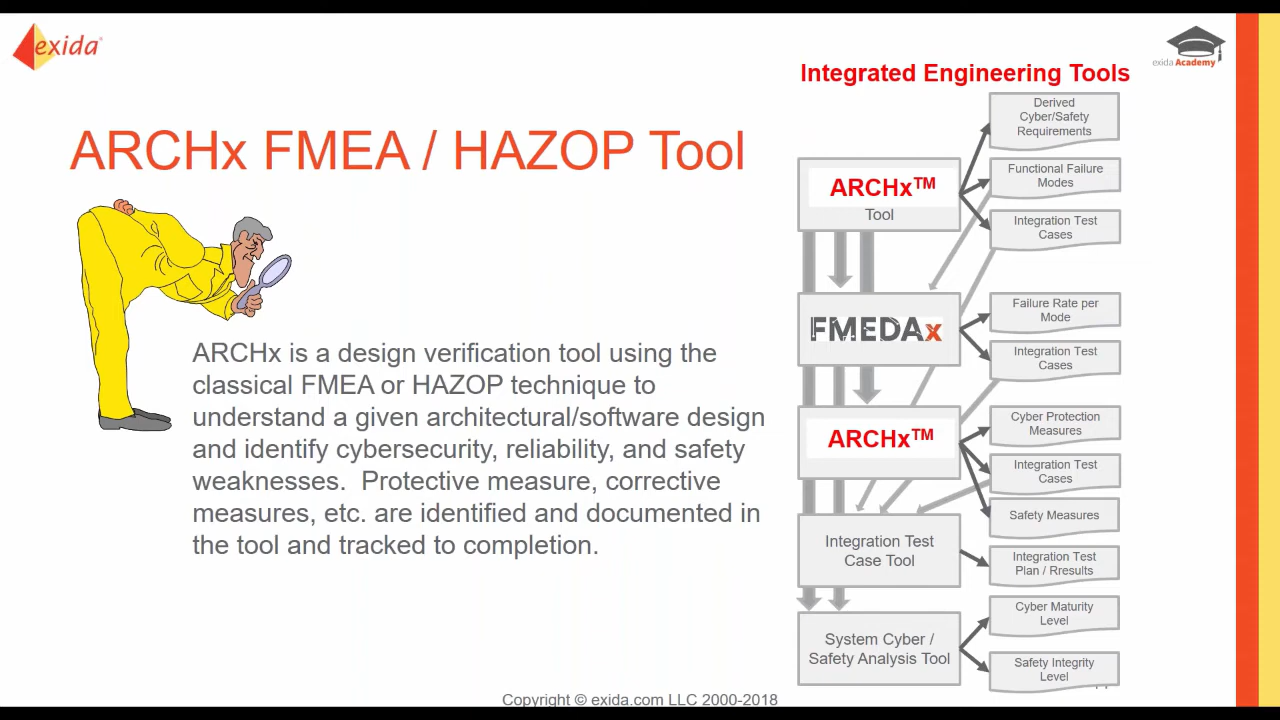 exida
exida Academy
Integrated Engineering Tools
ARCHx FMEA / HAZOP Tool
ARCHx is a design verification tool using the
classical FMEA or HAZOP technique to
understand a given architectural/software design
and identify cybersecurity, reliability, and safety
weaknesses.  Protective measure, corrective
measures, etc. are identified and documented in
the tool and tracked to completion.
ARCHx™
Tool
Derived
Cyber/Safety
Requirements
Functional Failure
Modes
Integration Test
Cases
FMEDAx
Failure Rate per
Mode
Integration Test
Cases
ARCHx™
Cyber Protection
Measures
Integration Test
Cases
Safety Measures
Integration Test
Case Tool
Integration Test
Plan / Rresults
System Cyber /
Safety Analysis Tool
Cyber Maturity
Level
Safety Integrity
Level
Copyright © exida.com LLC 2000-2018